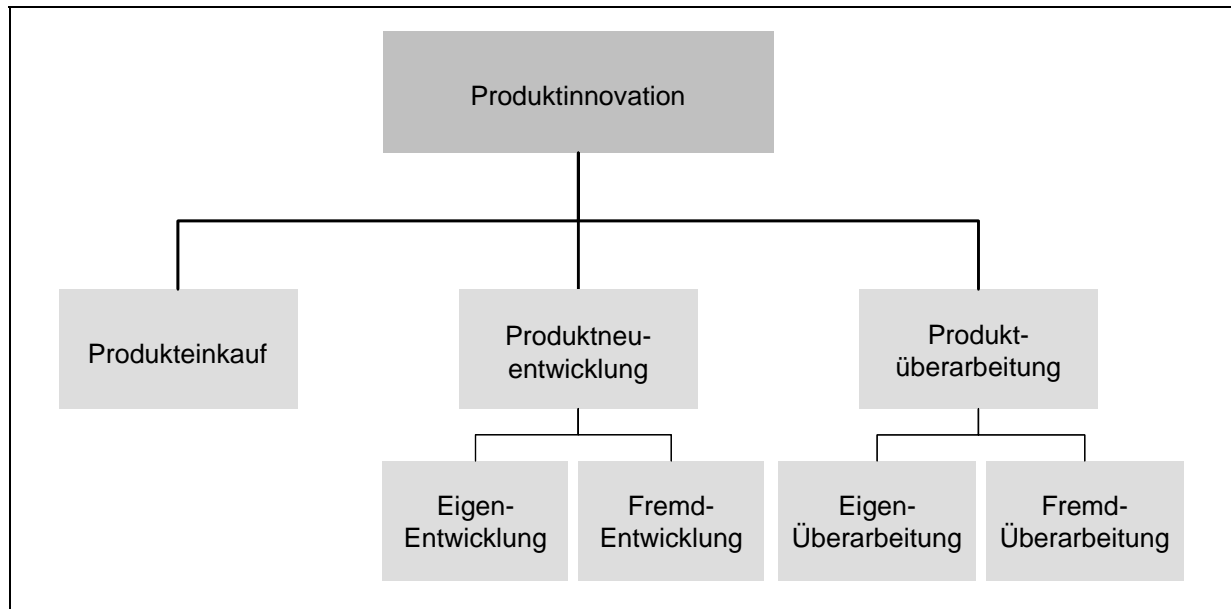 Produktinnovation
Produkteinkauf
Produktneu-
entwicklung
Produkt-
überarbeitung
Eigen-
Entwicklung
Fremd-
Entwicklung
Eigen-
Überarbeitung
Fremd-
Überarbeitung